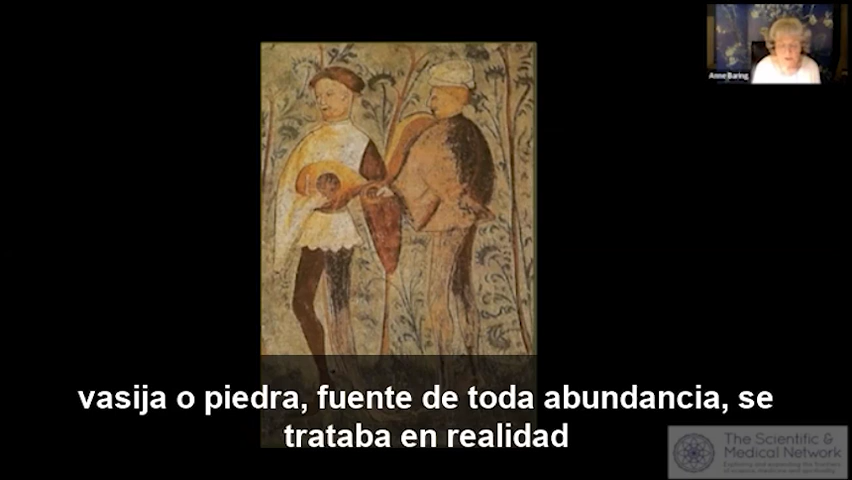 Anne Baring
vasija o piedra, fuente de toda abundancia, se
trataba en realidad
The Scientific &
Medical Network